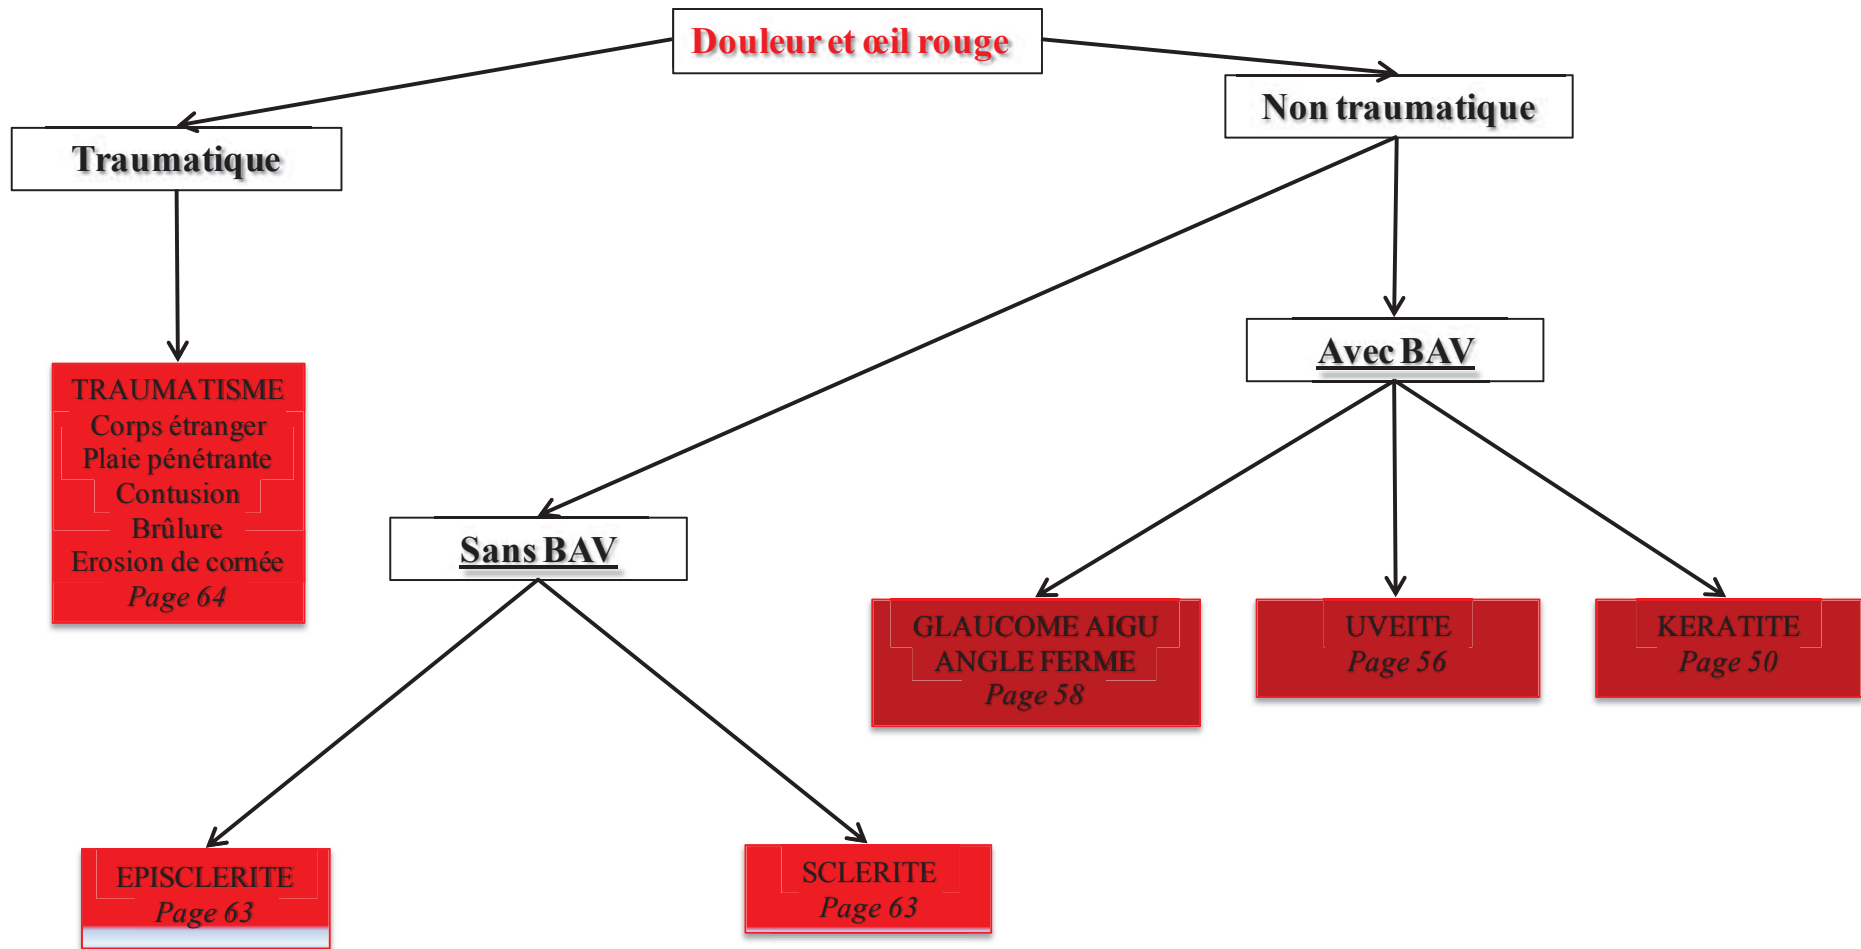 Douleur et œil rouge
Non traumatique
Traumatique
Avec BAV
TRAUMATISME
Corps étranger
Plaie pénétrante
Contusion
Brûlure
Erosion de cornée
Page 64
Sans BAV
GLAUCOME AIGU
ANGLE FERME
Page 58
UVEITE
Page 56
KERATITE
Page 50
EPISCLERITE
Page 63
SCLERITE
Page 63